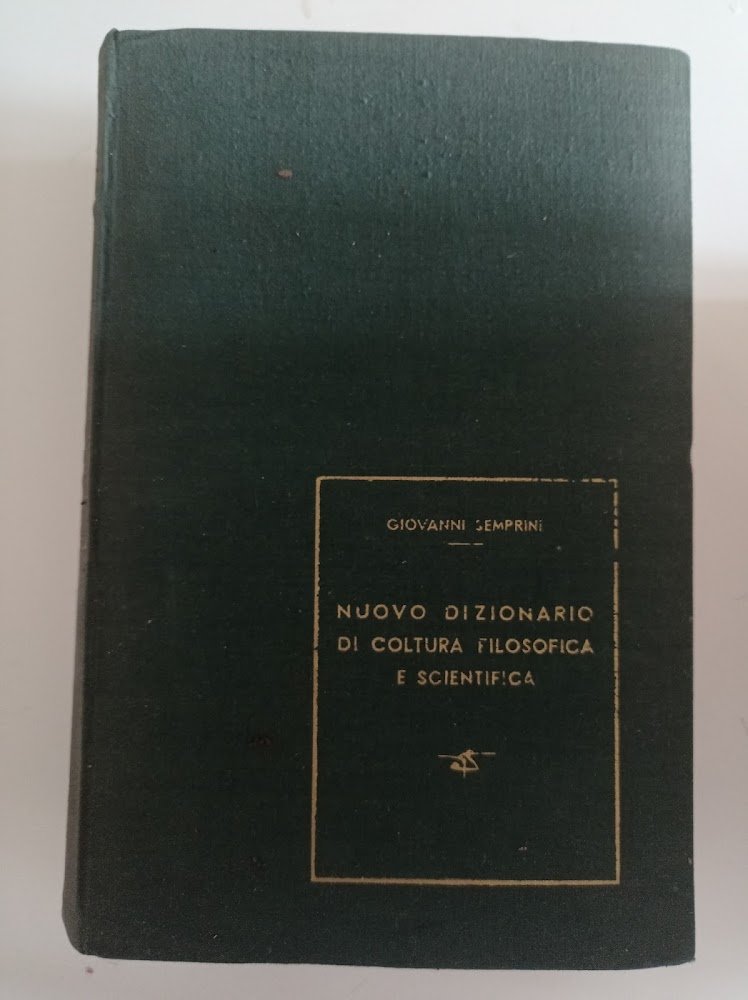 GIOVANNI SEMPRINI
NUOVO DIZIONARIO
DI COLTURA FILOSOFICA
E SCIENTIFICA